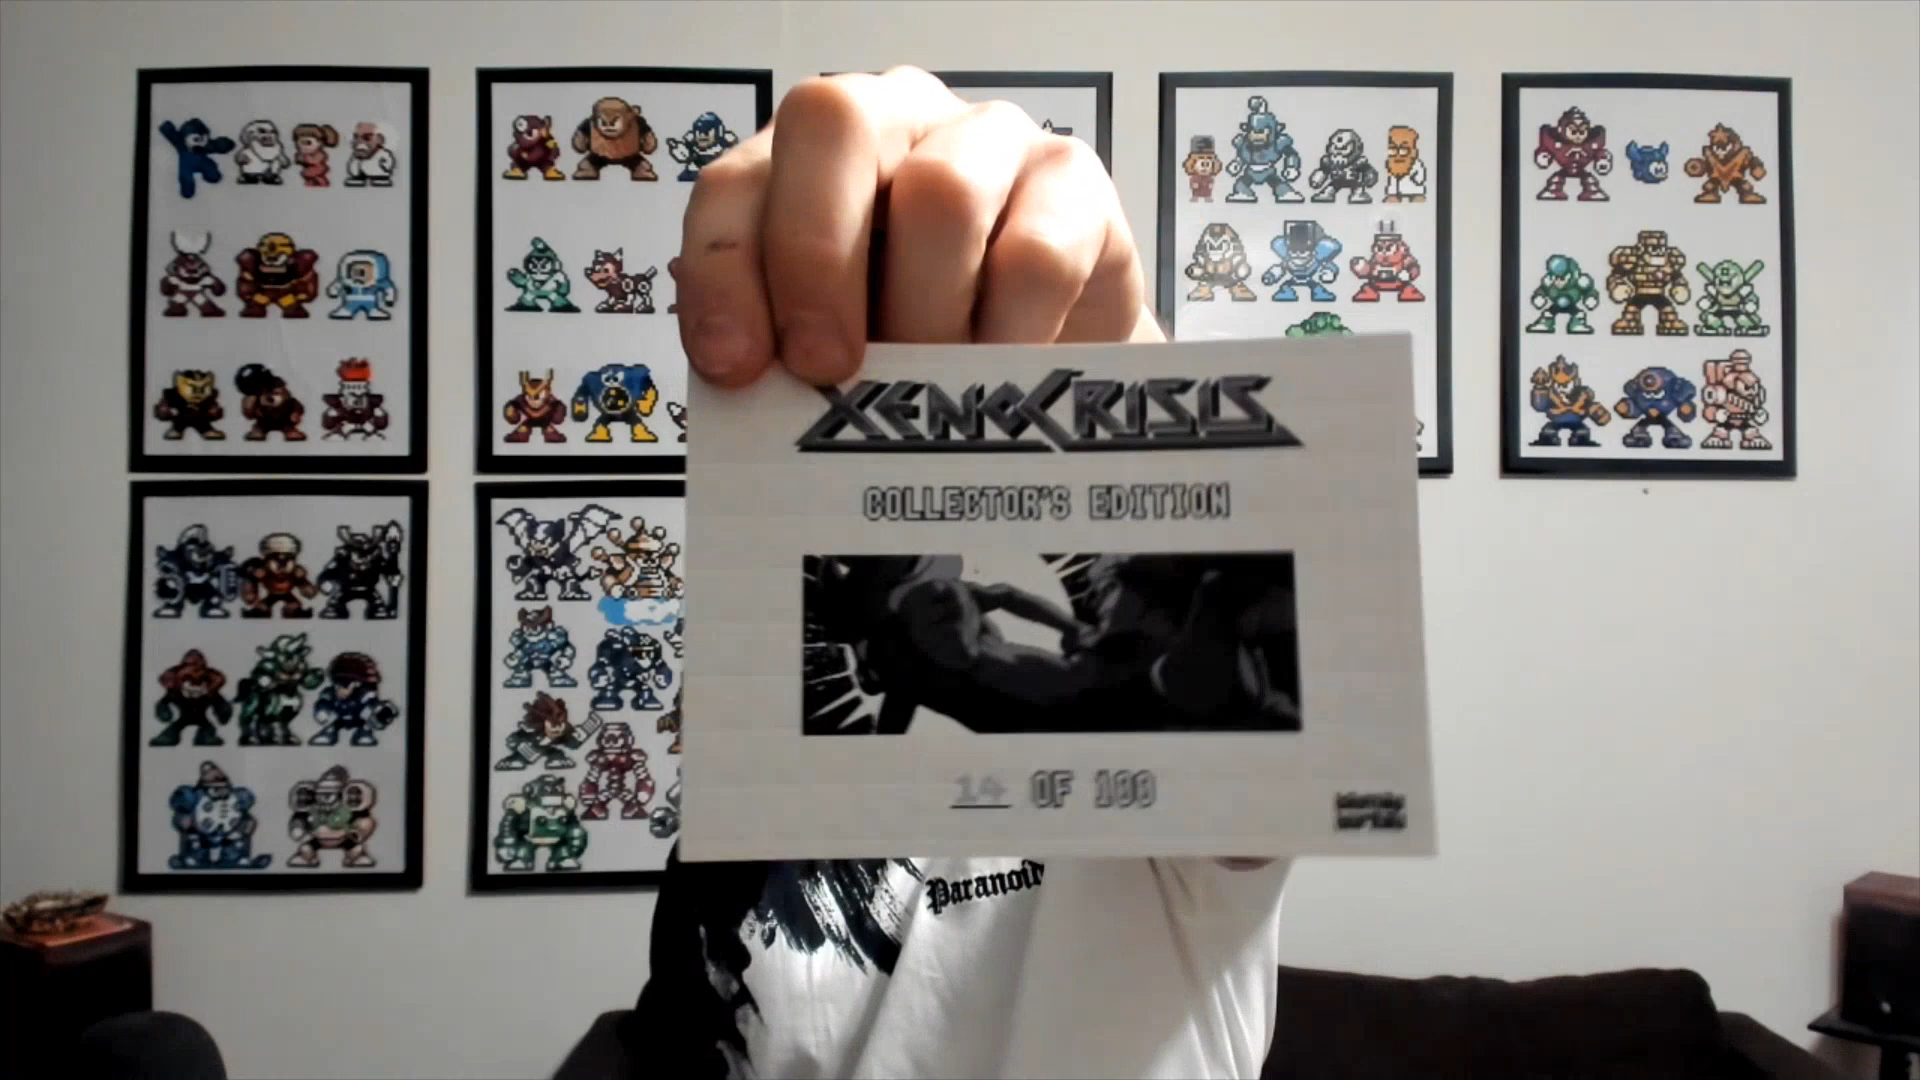 XENOCRISIS
COLLECTOR'S EDITION
14 OF 100
Paranoid